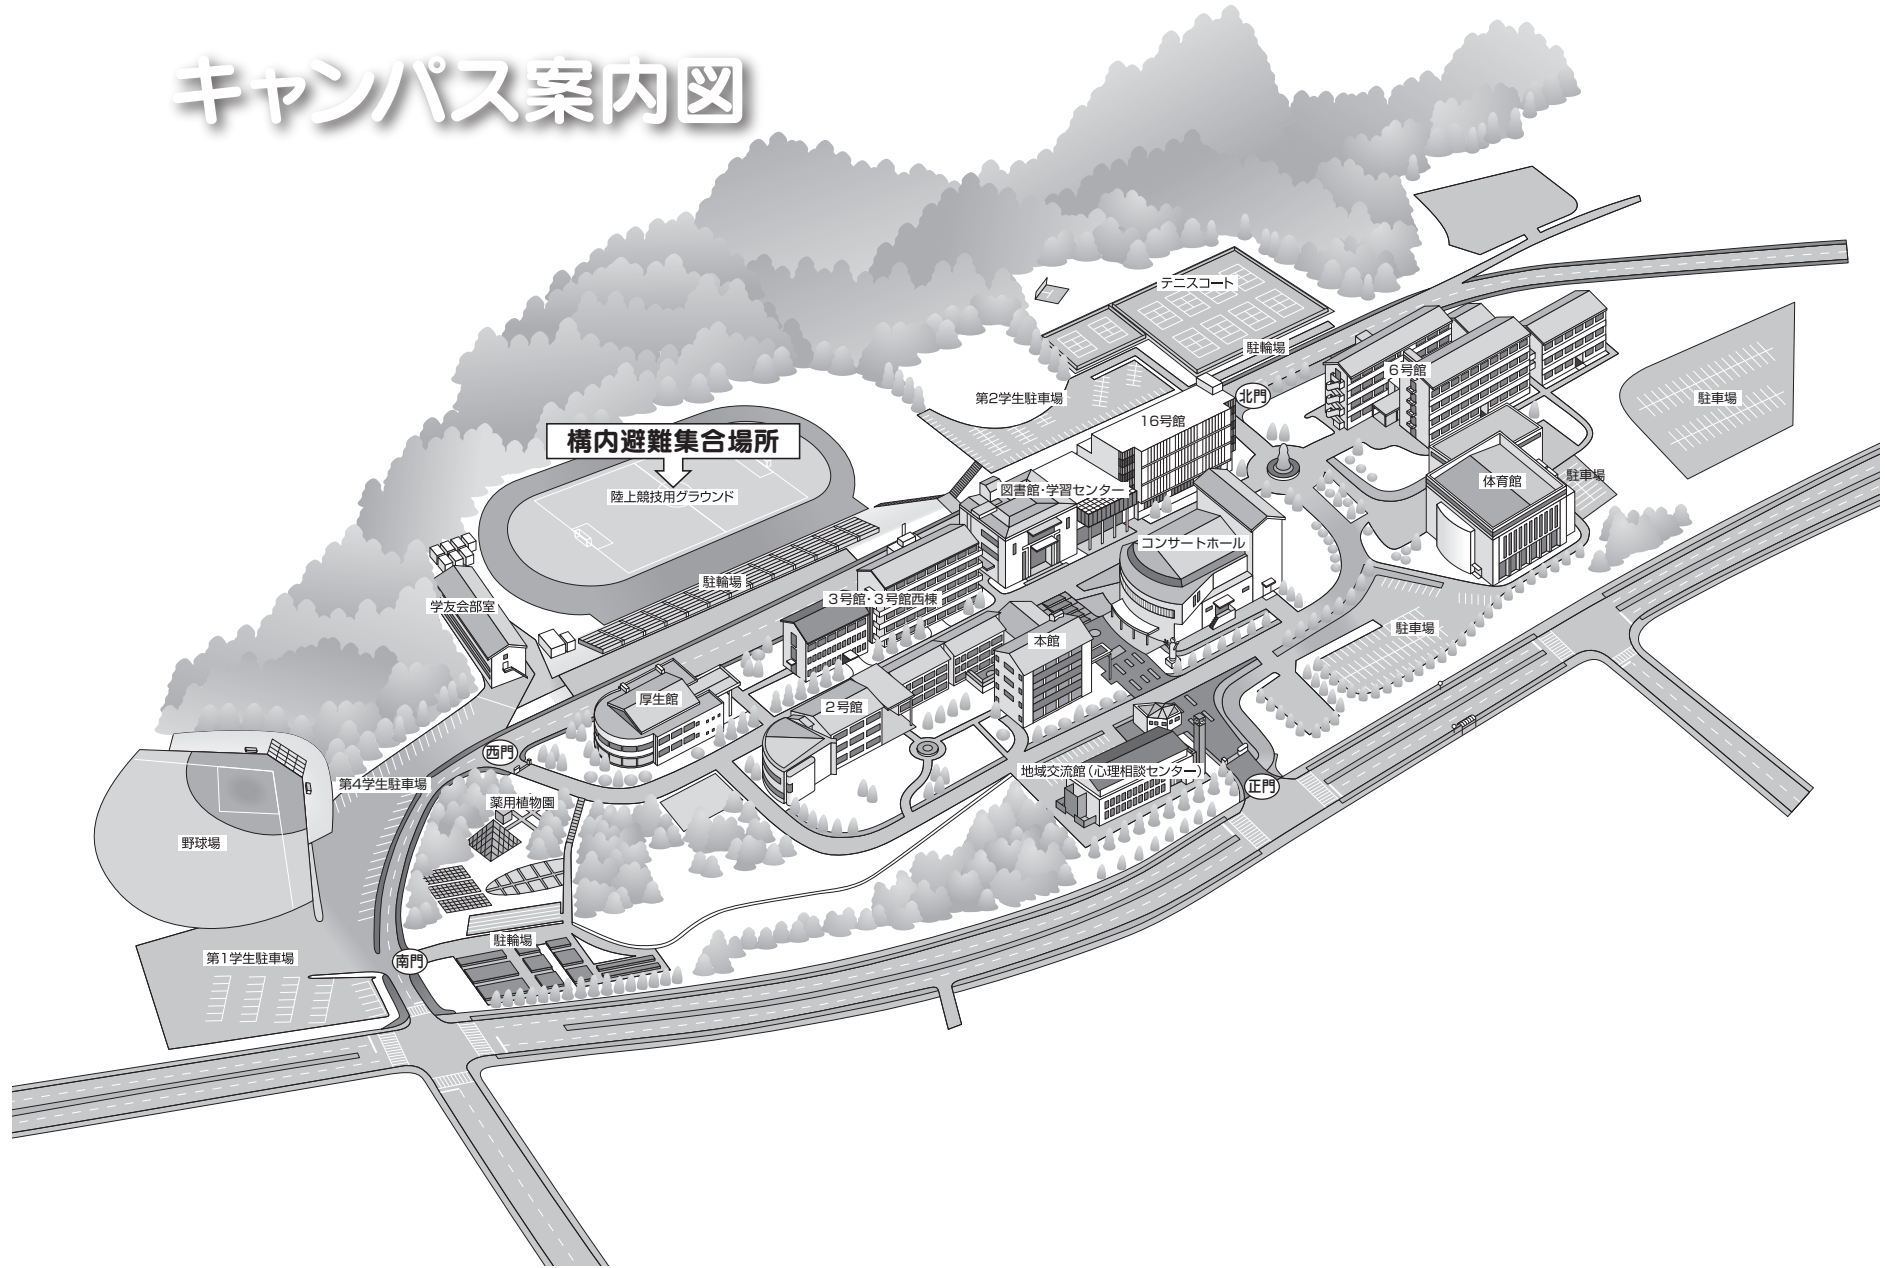 キャンパス案内図
テニスコート
駐輪場
6号館
第2学生駐車場
北門
駐車場
16号館
構内避難集合場所
陸上競技用グラウンド
図書館・学習センター
体育館
駐車場
コンサートホール
駐輪場
3号館・3号館西棟
学友会部室
駐車場
本館
厚生館
2号館
西門
地域交流館(心理相談センター)
第4学生駐車場
正門
薬用植物園
野球場
駐輪場
第1学生駐車場
南門